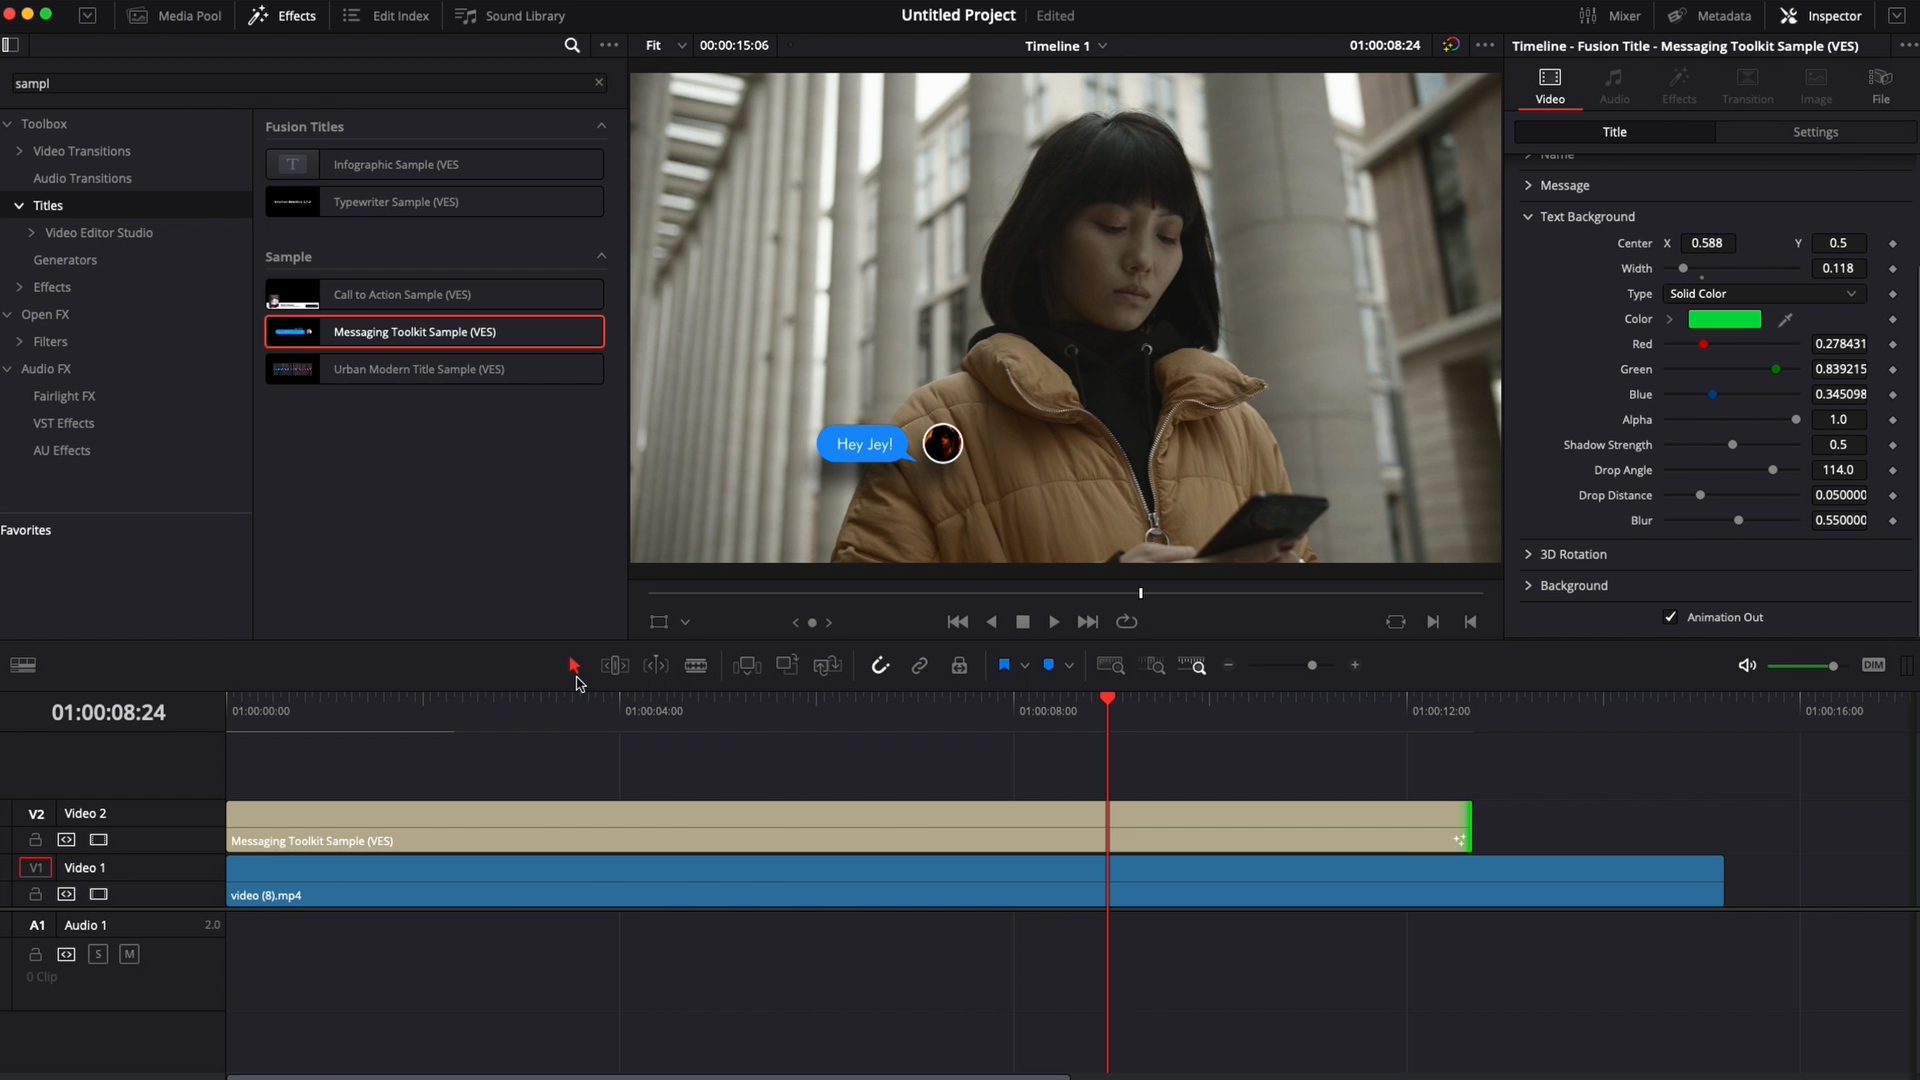 Media Pool
Effects
Edit Index
Sound Library
Untitled Project
Edited
Mixer
Metadata
Inspector
Fit
00:00:15:06
Timeline 1
01:00:08:24
Timeline - Fusion Title - Messaging Toolkit Sample (VES)
sampl
Video
Audio
Effects
Transition
Image
File
Title
Settings
Toolbox
Video Transitions
Audio Transitions
Titles
Video Editor Studio
Generators
Effects
Open FX
Filters
Audio FX
Fairlight FX
VST Effects
AU Effects
Favorites
Fusion Titles
T
Infographic Sample (VES
Typewriter Sample (VES)
Sample
Call to Action Sample (VES)
Messaging Toolkit Sample (VES)
Urban Modern Title Sample (VES)
Hey Jey!
Name
Message
Text Background
Center X 0.588 Y 0.5
Width 0.118
Type Solid Color
Color
Red 0.278431
Green 0.839215
Blue 0.345098
Alpha 1.0
Shadow Strength 0.5
Drop Angle 114.0
Drop Distance 0.050000
Blur 0.550000
3D Rotation
Background
Animation Out
DIM
01:00:08:24
01:00:00:00
01:00:04:00
01:00:08:00
01:00:12:00
01:00:16:00
V2 Video 2
Messaging Toolkit Sample (VES)
V1 Video 1
video (8).mp4
A1 Audio 1 2.0
S M
0 Clip